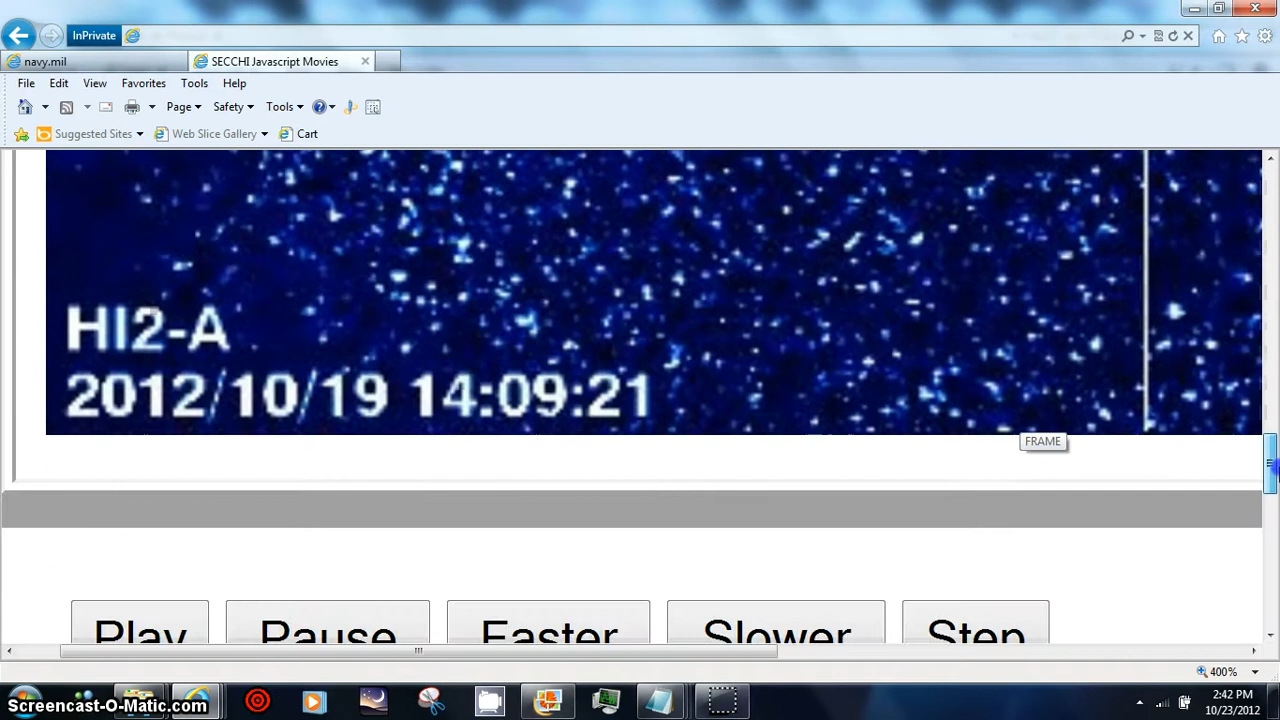 InPrivate
navy.mil
SECCHI Javascript Movies
File Edit View Favorites Tools Help
Page Safety Tools
Suggested Sites Web Slice Gallery Cart
HI2-A
2012/10/19 14:09:21
FRAME
Play Pause Faster Slower Step
400%
Screencast-O-Matic.com
2:42 PM
10/23/2012